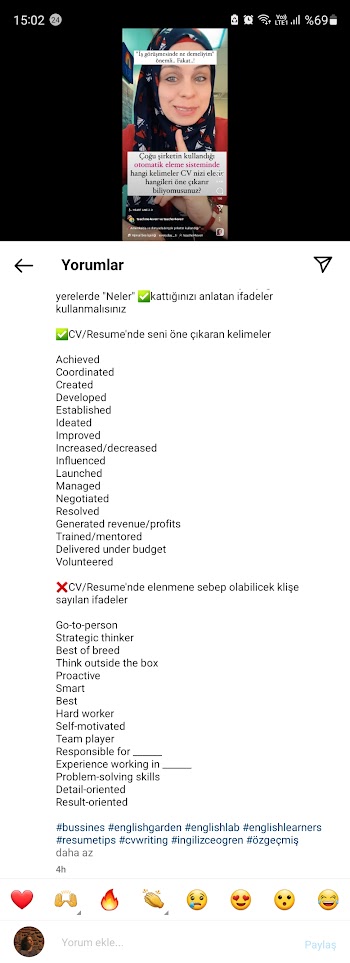 15:02 24
Vo))
LTE1
%69
"İş görüşmesinde ne demeliyim"
önemli.. Fakat..!
Çoğu şirketin kullandığı
otomatik eleme sisteminde
hangi kelimeler CV nizi eler,
hangileri öne çıkarır
biliyomusunuz?
Yorumlar
yerelerde "Neler" ✅kattığınızı anlatan ifadeler
kullanmalısınız
✅CV/Resume'nde seni öne çıkaran kelimeler
Achieved
Coordinated
Created
Developed
Established
Ideated
Improved
Increased/decreased
Influenced
Launched
Managed
Negotiated
Resolved
Generated revenue/profits
Trained/mentored
Delivered under budget
Volunteered
❌CV/Resume'nde elenmene sebep olabilicek klişe
sayılan ifadeler
Go-to-person
Strategic thinker
Best of breed
Think outside the box
Proactive
Smart
Best
Hard worker
Self-motivated
Team player
Responsible for ______
Experience working in ______
Problem-solving skills
Detail-oriented
Result-oriented
#bussines #englishgarden #englishlab #englishlearners
#resumetips #cvwriting #ingilizceogren #özgeçmiş
daha az
4h
Yorum ekle...
Paylaş